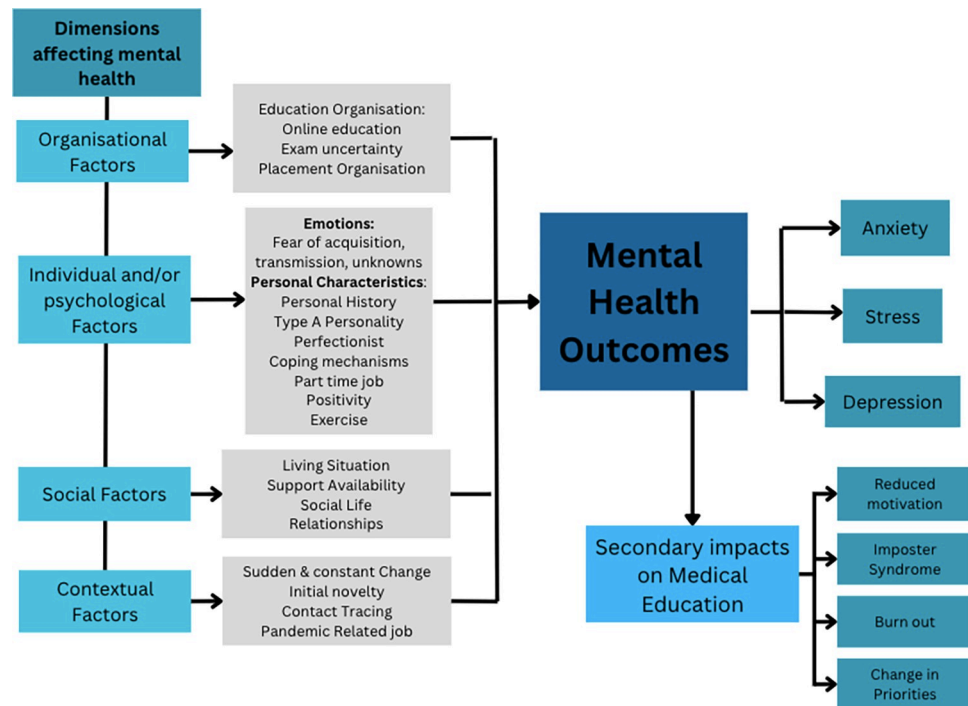 Dimensions
affecting mental
health
Organisational
Factors
Education Organisation:
Online education
Exam uncertainty
Placement Organisation
Individual and/or
psychological
Factors
Emotions:
Fear of acquisition,
transmission, unknowns
Personal Characteristics:
Personal History
Type A Personality
Perfectionist
Coping mechanisms
Part time job
Positivity
Exercise
Social Factors
Living Situation
Support Availability
Social Life
Relationships
Contextual
Factors
Sudden & constant Change
Initial novelty
Contact Tracing
Pandemic Related job
Mental
Health
Outcomes
Anxiety
Stress
Depression
Secondary impacts
on Medical
Education
Reduced
motivation
Imposter
Syndrome
Burn out
Change in
Priorities